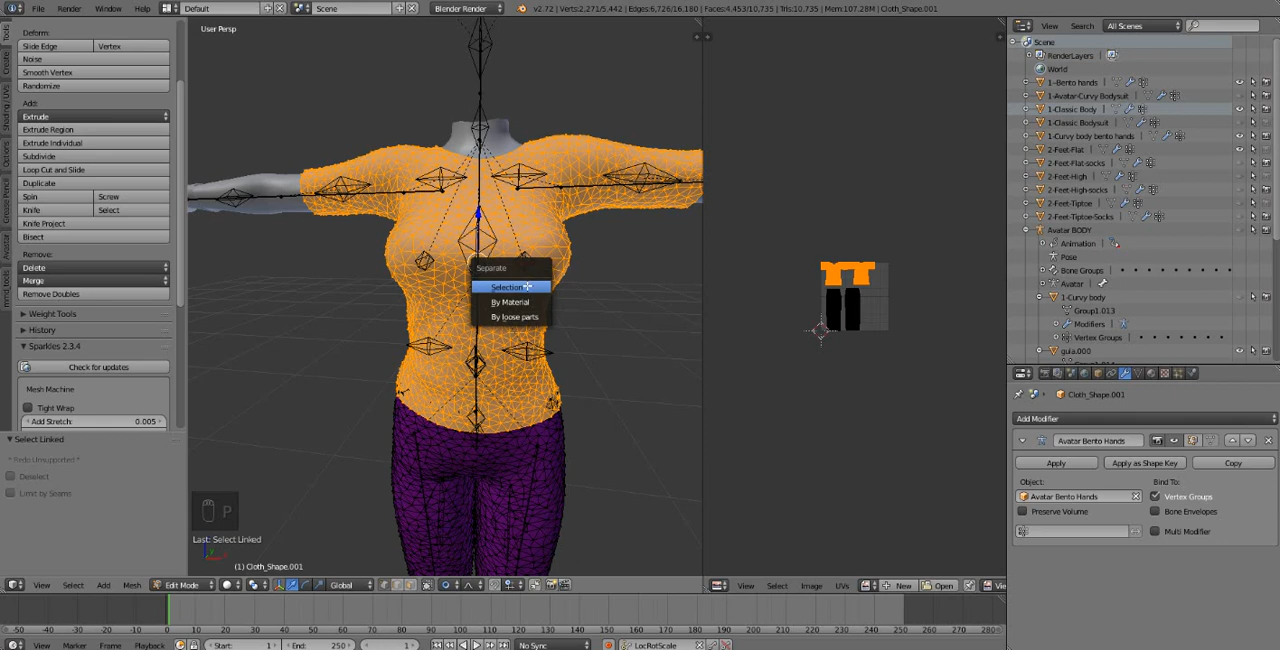 File Render Window Help Default Scene Blender Render v2.72 | Verts:2,271/5.442 | Edges:6,726/16,180 | Faces:4.453/10,735 | Tris:10.735 | Mem:107.28M | Cloth_Shape.001
Tools
Create
Shading / UVs
Options
Grease Pencil
Avastar
mmd_tools
Deform:
Slide Edge Vertex
Noise
Smooth Vertex
Randomize
Add:
Extrude
Extrude Region
Extrude Individual
Subdivide
Loop Cut and Slide
Duplicate
Spin Screw
Knife Select
Knife Project
Bisect
Remove:
Delete
Merge
Remove Doubles
Weight Tools
History
Sparkles 2.3.4
Check for updates
Mesh Machine
Tight Wrap
Add Stretch: 0.005
Select Linked
* Redo Unsupported! *
Deselect
Limit by Seams
User Persp
Separate
Selection
By Material
By loose parts
P
Last: Select Linked
(1) Cloth_Shape.001
View Select Add Mesh Edit Mode Global
View Select Image UVs New Open
View Search All Scenes
Scene
RenderLayers
World
1-Bento hands
1-Avatar-Curvy Bodysuit
1-Classic Body
1-Classic Bodysuit
1-Curvy body bento hands
2-Feet-Flat
2-Feet-Flat-socks
2-Feet-High
2-Feet-High-socks
2-Feet-Tiptoe
2-Feet-Tiptoe-Socks
Avatar BODY
Animation
Pose
Bone Groups
Avatar
1-Curvy body
Group1.013
Modifiers
Vertex Groups
guia.000
Cloth_Shape.001
Add Modifier
Avatar Bento Hands
Apply Apply as Shape Key Copy
Object: Bind To:
Avatar Bento Hands Vertex Groups
Preserve Volume Bone Envelopes
Multi Modifier
-50 -40 -30 -20 -10 0 10 20 30 40 50 60 70 80 90 100 110 120 130 140 150 160 170 180 190 200 210 220 230 240 250 260 270 280
View Marker Frame Playback Start: 1 End: 250 1 No Sync LocRotScale